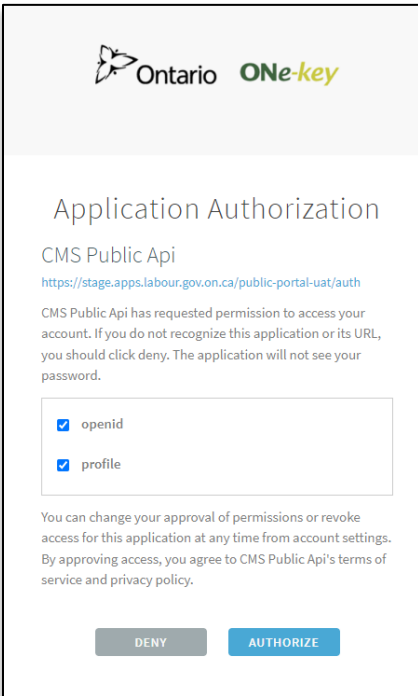 Ontario ONe-key
Application Authorization
CMS Public Api
https://stage.apps.labour.gov.on.ca/public-portal-uat/auth
CMS Public Api has requested permission to access your
account. If you do not recognize this application or its URL,
you should click deny. The application will not see your
password.
openid
profile
You can change your approval of permissions or revoke
access for this application at any time from account settings.
By approving access, you agree to CMS Public Api's terms of
service and privacy policy.
DENY AUTHORIZE